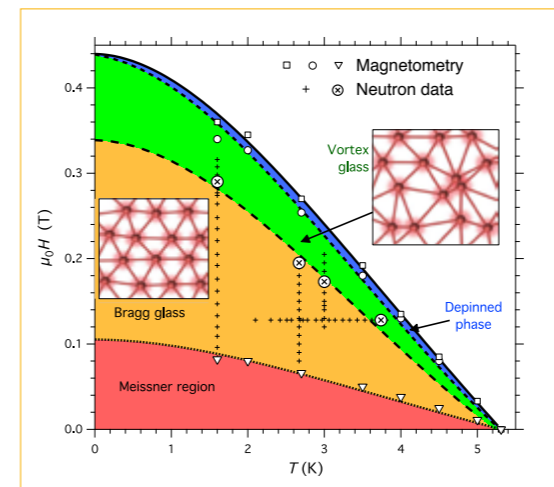 0.4
0.3
0.2
0.1
0.0
μ₀H (T)
Magnetometry
Neutron data
Vortex
glass
Bragg glass
Depinned
phase
Meissner region
0 1 2 3 4 5
T (K)